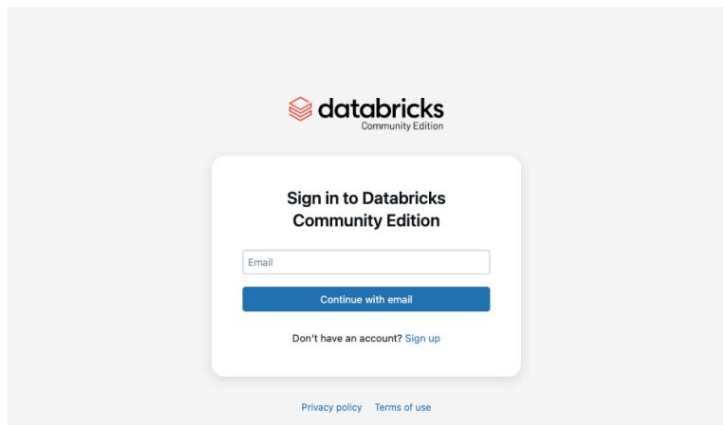 databricks
Community Edition
Sign in to Databricks
Community Edition
Email
Continue with email
Don't have an account? Sign up
Privacy policy Terms of use